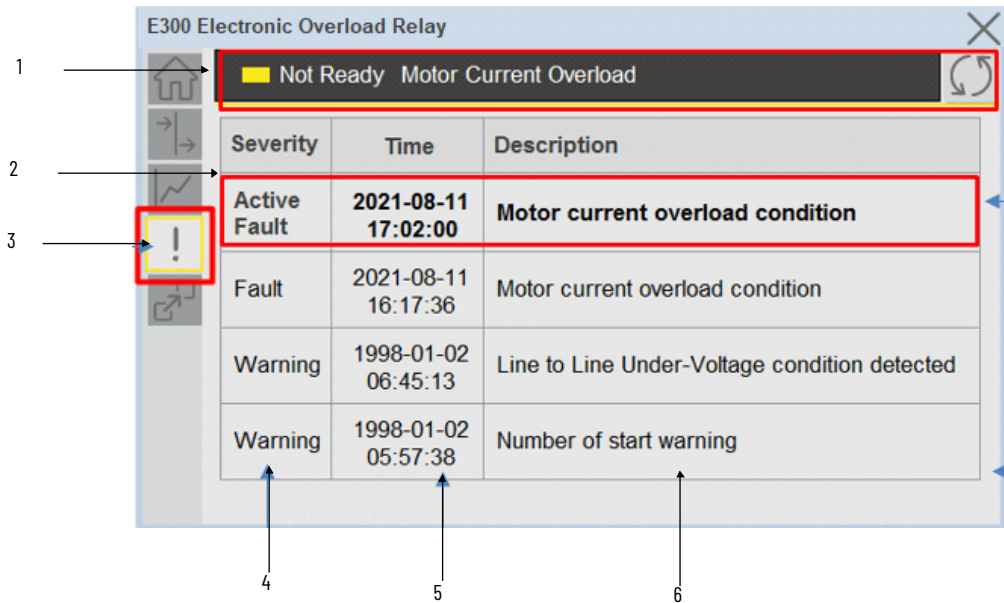 E300 Electronic Overload Relay
1
Not Ready Motor Current Overload
Severity Time Description
2
Active
Fault
2021-08-11
17:02:00
Motor current overload condition
3
!
Fault
2021-08-11
16:17:36
Motor current overload condition
Warning
1998-01-02
06:45:13
Line to Line Under-Voltage condition detected
Warning
1998-01-02
05:57:38
Number of start warning
4
5
6